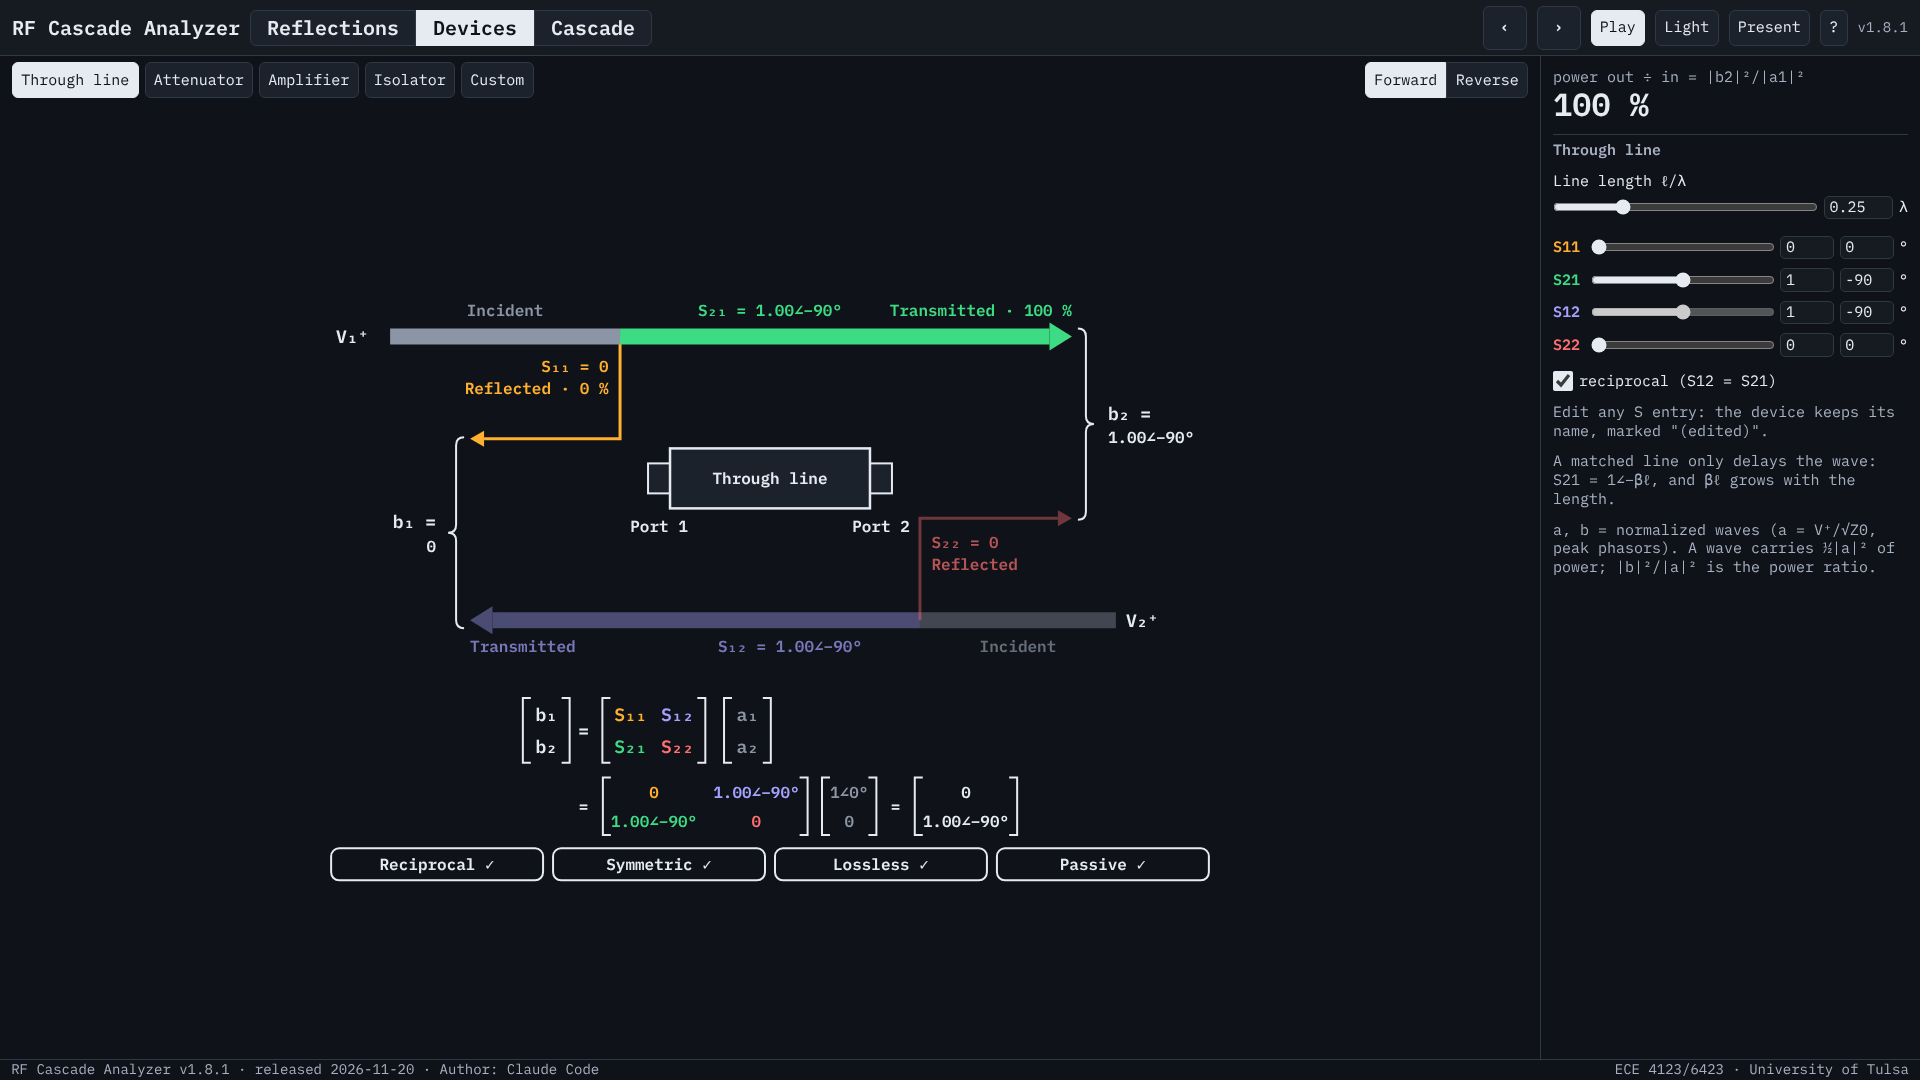 RF Cascade Analyzer Reflections Devices Cascade ‹ › Play Light Present ? v1.8.1
Through line Attenuator Amplifier Isolator Custom Forward Reverse
power out ÷ in = |b2|²/|a1|²
100 %
Through line
Line length ℓ/λ
0.25 λ
S11 0 0 °
S21 1 -90 °
S12 1 -90 °
S22 0 0 °
reciprocal (S12 = S21)
Edit any S entry: the device keeps its
name, marked "(edited)".
A matched line only delays the wave:
S21 = 1∠−βℓ, and βℓ grows with the
length.
a, b = normalized waves (a = V⁺/√Z0,
peak phasors). A wave carries ½|a|² of
power; |b|²/|a|² is the power ratio.
Incident S₂₁ = 1.00∠−90° Transmitted · 100 %
V₁⁺
S₁₁ = 0
Reflected · 0 %
b₂ =
1.00∠−90°
Through line
Port 1 Port 2
b₁ =
0
S₂₂ = 0
Reflected
V₂⁺
Transmitted S₁₂ = 1.00∠−90° Incident
b₁ S₁₁ S₁₂ a₁
=
b₂ S₂₁ S₂₂ a₂
0 1.00∠−90° 1∠0° 0
= =
1.00∠−90° 0 0 1.00∠−90°
Reciprocal ✓ Symmetric ✓ Lossless ✓ Passive ✓
RF Cascade Analyzer v1.8.1 · released 2026-11-20 · Author: Claude Code ECE 4123/6423 · University of Tulsa